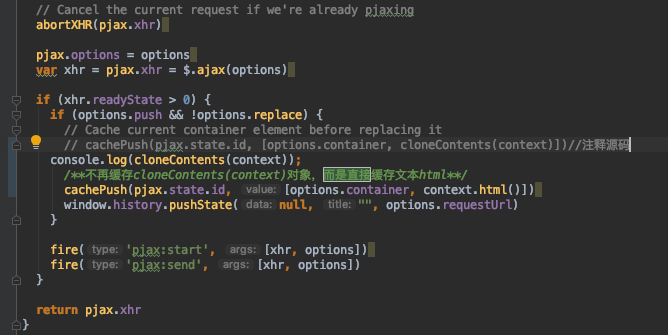 // Cancel the current request if we're already pjaxing
abortXHR(pjax.xhr)
pjax.options = options
var xhr = pjax.xhr = $.ajax(options)
if (xhr.readyState > 0) {
if (options.push && !options.replace) {
// Cache current container element before replacing it
// cachePush(pjax.state.id, [options.container, cloneContents(context)])//注释源码
console.log(cloneContents(context));
/**不再缓存cloneContents(context)对象，而是直接缓存文本html**/
cachePush(pjax.state.id, value: [options.container, context.html()])
window.history.pushState( data: null, title: "", options.requestUrl)
}
fire( type: 'pjax:start', args: [xhr, options])
fire( type: 'pjax:send', args: [xhr, options])
}
return pjax.xhr
}